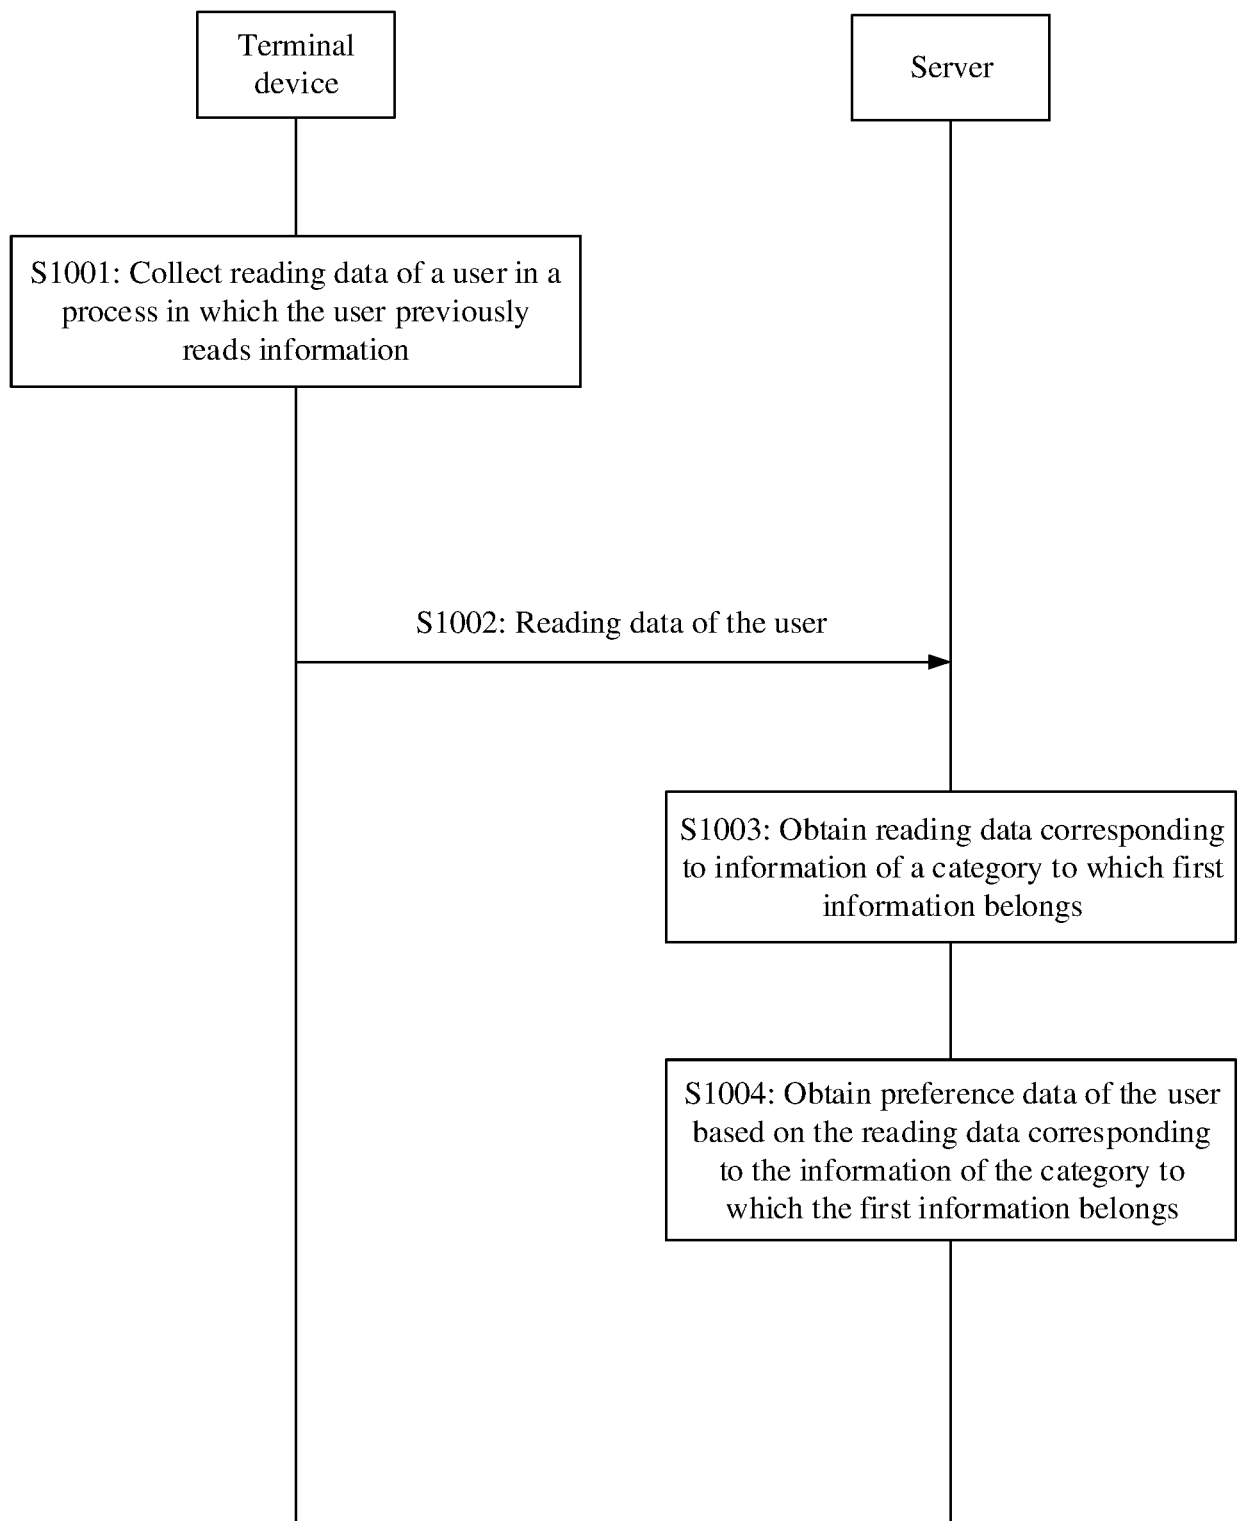 Terminal
device
Server
S1001: Collect reading data of a user in a
process in which the user previously
reads information
S1002: Reading data of the user
S1003: Obtain reading data corresponding
to information of a category to which first
information belongs
S1004: Obtain preference data of the user
based on the reading data corresponding
to the information of the category to
which the first information belongs